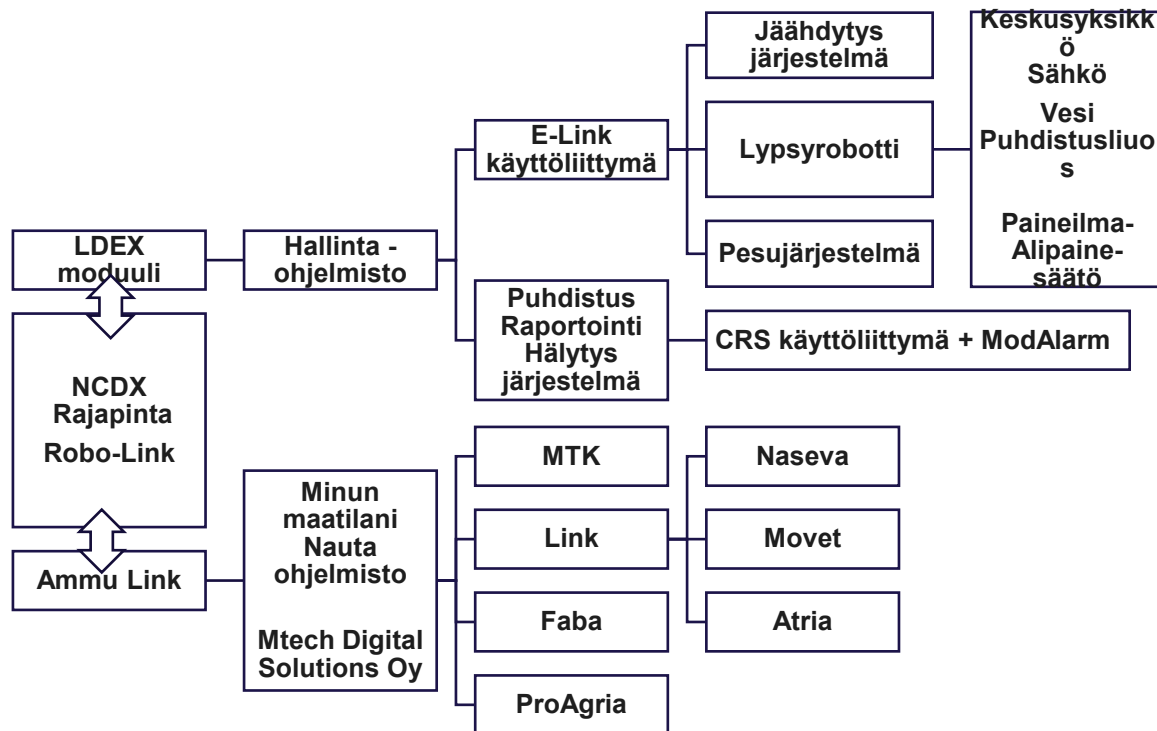 Jäähdytys
järjestelmä
Keskusyksikk
ö
Sähkö
Vesi
Puhdistusliuo
s
Paineilma-
Alipaine-
säätö
E-Link
käyttöliittymä
Lypsyrobotti
Pesujärjestelmä
LDEX
moduuli
Hallinta -
ohjelmisto
Puhdistus
Raportointi
Hälytys
järjestelmä
CRS käyttöliittymä + ModAlarm
NCDX
Rajapinta
Robo-Link
Ammu Link
Minun
maatilani
Nauta
ohjelmisto
Mtech Digital
Solutions Oy
MTK
Link
Faba
ProAgria
Naseva
Movet
Atria